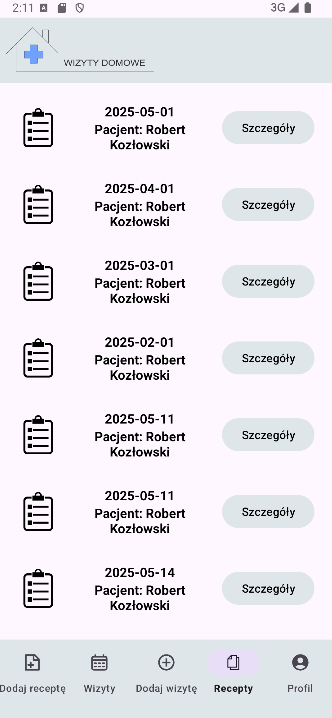 2:11
3G
WIZYTY DOMOWE
2025-05-01
Pacjent: Robert
Kozłowski
Szczegóły
2025-04-01
Pacjent: Robert
Kozłowski
Szczegóły
2025-03-01
Pacjent: Robert
Kozłowski
Szczegóły
2025-02-01
Pacjent: Robert
Kozłowski
Szczegóły
2025-05-11
Pacjent: Robert
Kozłowski
Szczegóły
2025-05-11
Pacjent: Robert
Kozłowski
Szczegóły
2025-05-14
Pacjent: Robert
Kozłowski
Szczegóły
Dodaj receptę
Wizyty
Dodaj wizytę
Recepty
Profil